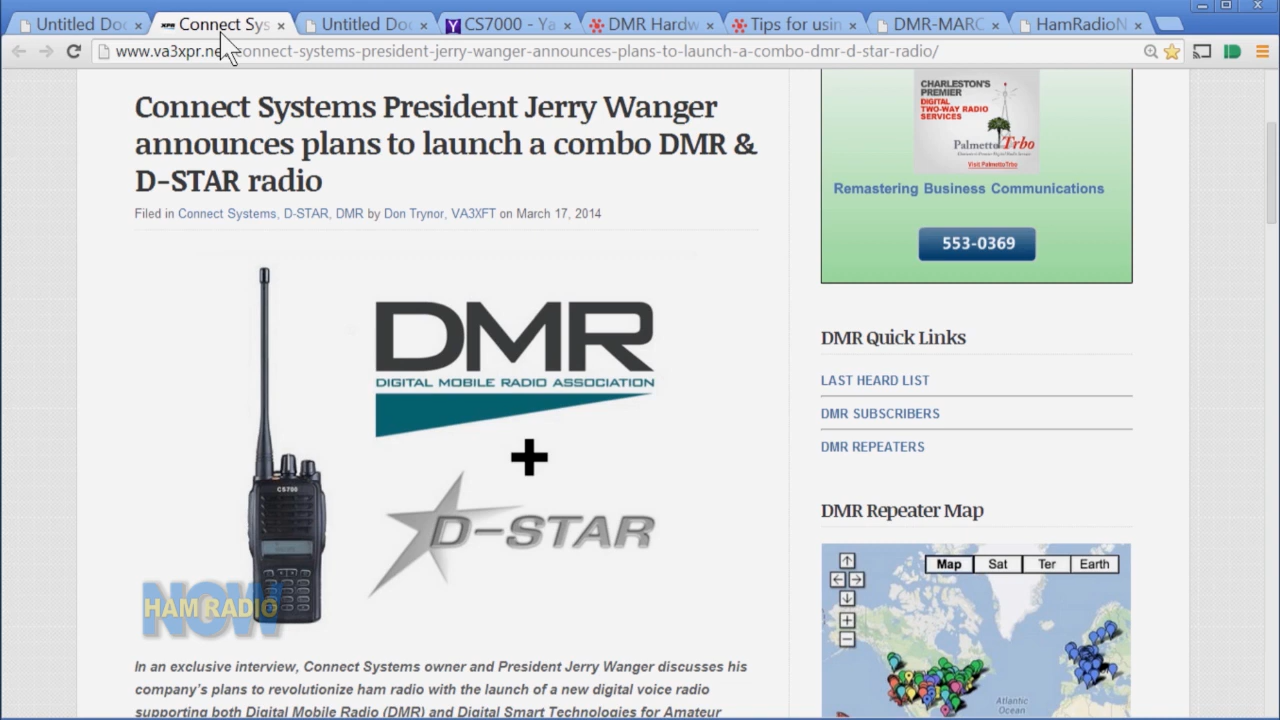 Untitled Doc
Connect Sys
Untitled Doc
CS7000 - Ya
DMR Hardw
Tips for usin
DMR-MARC
HamRadioN
www.va3xpr.net/connect-systems-president-jerry-wanger-announces-plans-to-launch-a-combo-dmr-d-star-radio/
Connect Systems President Jerry Wanger
announces plans to launch a combo DMR &
D-STAR radio
Filed in Connect Systems, D-STAR, DMR by Don Trynor, VA3XFT on March 17, 2014
CS700
DMR
DIGITAL MOBILE RADIO ASSOCIATION
+
D-STAR
HAM RADIO
NOW
In an exclusive interview, Connect Systems owner and President Jerry Wanger discusses his
company's plans to revolutionize ham radio with the launch of a new digital voice radio
supporting both Digital Mobile Radio (DMR) and Digital Smart Technologies for Amateur
CHARLESTON'S
PREMIER
DIGITAL
TWO-WAY RADIO
SERVICES
PalmettoTrbo
Visit PalmettoTrbo
Remastering Business Communications
553-0369
DMR Quick Links
LAST HEARD LIST
DMR SUBSCRIBERS
DMR REPEATERS
DMR Repeater Map
Map Sat Ter Earth
Atlantic
Ocean